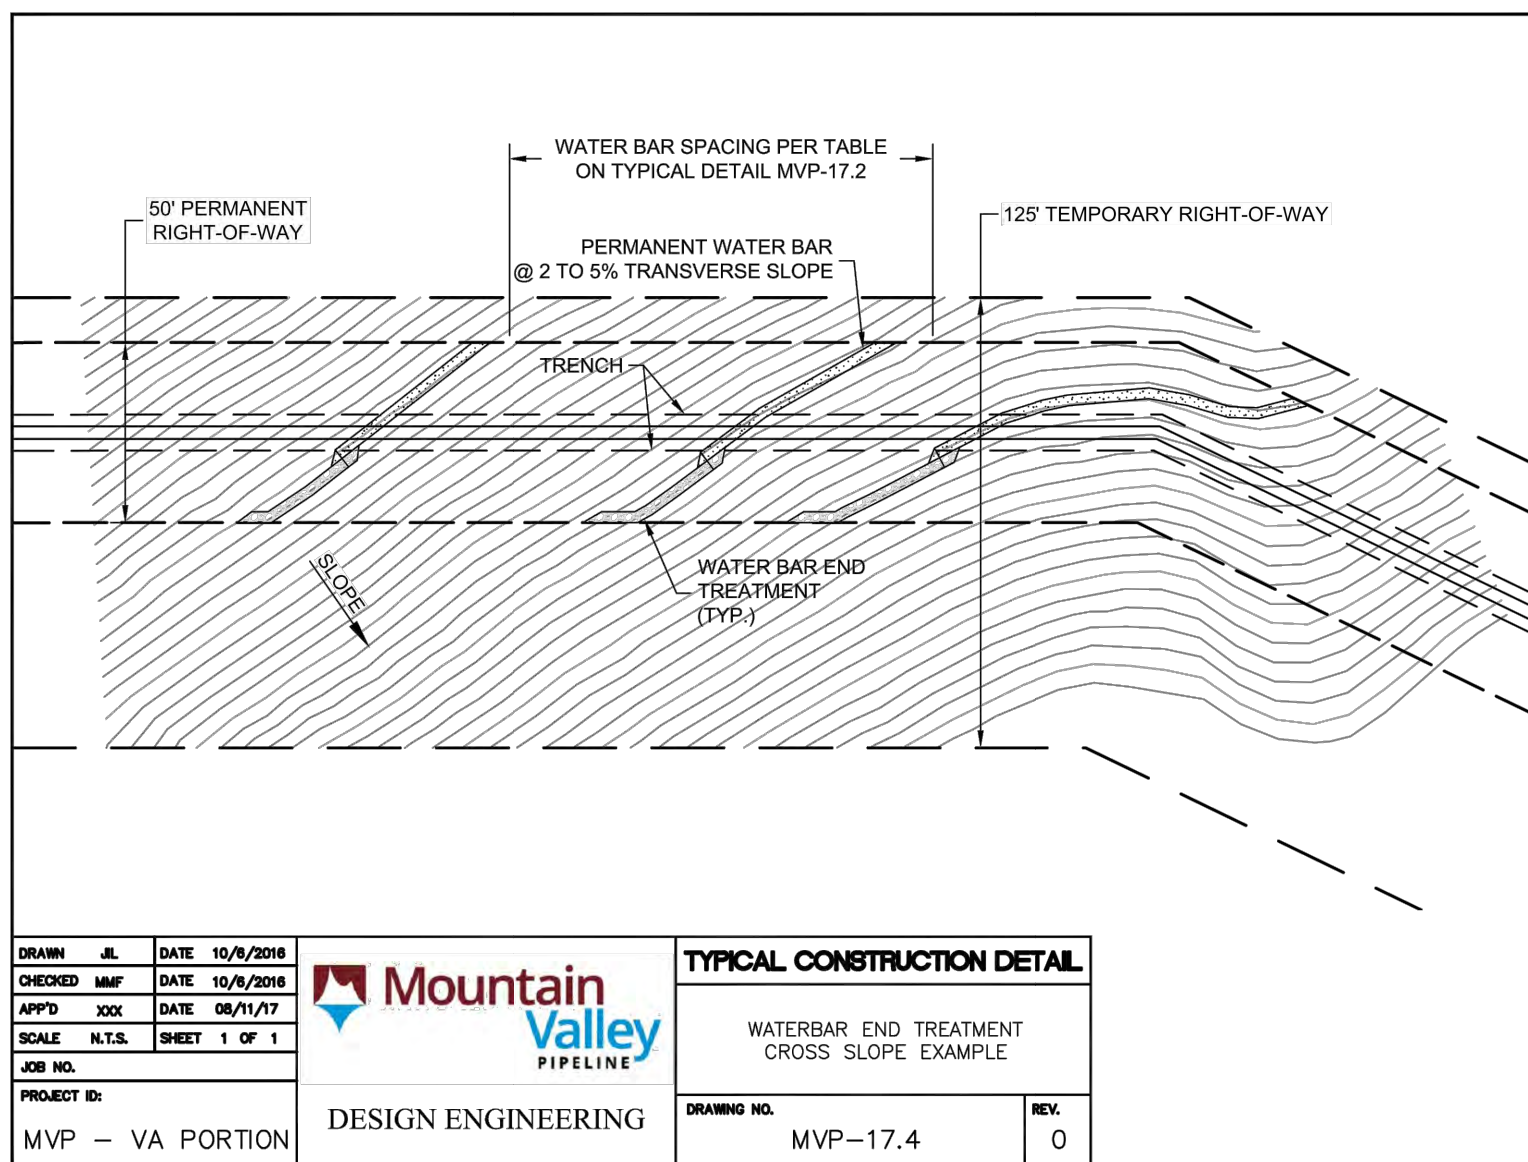 WATER BAR SPACING PER TABLE
ON TYPICAL DETAIL MVP-17.2
50' PERMANENT
RIGHT-OF-WAY
125' TEMPORARY RIGHT-OF-WAY
PERMANENT WATER BAR
@ 2 TO 5% TRANSVERSE SLOPE
TRENCH
SLOPE
WATER BAR END
TREATMENT
(TYP.)
DRAWN JIL DATE 10/6/2016
CHECKED MMF DATE 10/6/2016
APP'D XXX DATE 08/11/17
SCALE N.T.S. SHEET 1 OF 1
JOB NO.
PROJECT ID:
MVP – VA PORTION
Mountain
Valley
PIPELINE
DESIGN ENGINEERING
TYPICAL CONSTRUCTION DETAIL
WATERBAR END TREATMENT
CROSS SLOPE EXAMPLE
DRAWING NO.
MVP–17.4
REV.
0